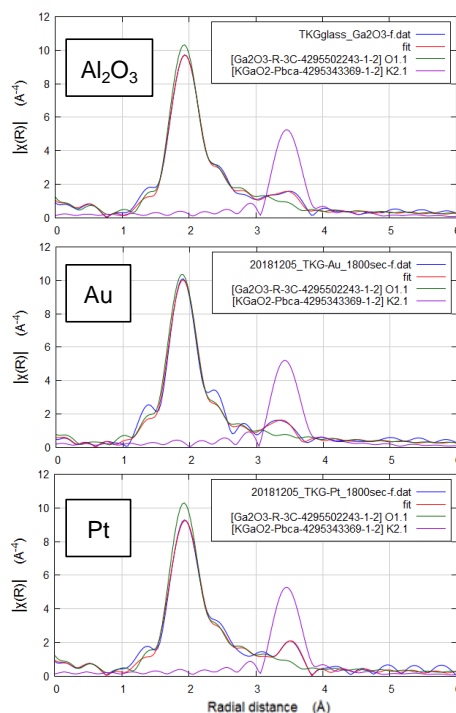 12
10
8
6
4
2
0
|χ(R)| (A⁻⁴)
Al₂O₃
TKGglass_Ga2O3-f.dat
fit
[Ga2O3-R-3C-4295502243-1-2] O1.1
[KGaO2-Pbca-4295343369-1-2] K2.1
0 1 2 3 4 5 6
12
10
8
6
4
2
0
|χ(R)| (A⁻⁴)
Au
20181205_TKG-Au_1800sec-f.dat
fit
[Ga2O3-R-3C-4295502243-1-2] O1.1
[KGaO2-Pbca-4295343369-1-2] K2.1
0 1 2 3 4 5 6
12
10
8
6
4
2
0
|χ(R)| (A⁻⁴)
Pt
20181205_TKG-Pt_1800sec-f.dat
fit
[Ga2O3-R-3C-4295502243-1-2] O1.1
[KGaO2-Pbca-4295343369-1-2] K2.1
0 1 2 3 4 5 6
Radial distance (Å)